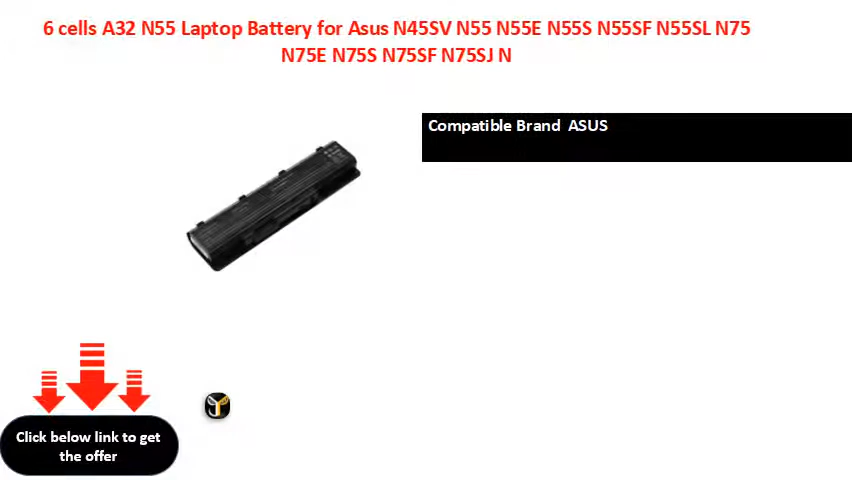 6 cells A32 N55 Laptop Battery for Asus N45SV N55 N55E N55S N55SF N55SL N75
N75E N75S N75SF N75SJ N
Compatible Brand ASUS
Click below link to get
the offer